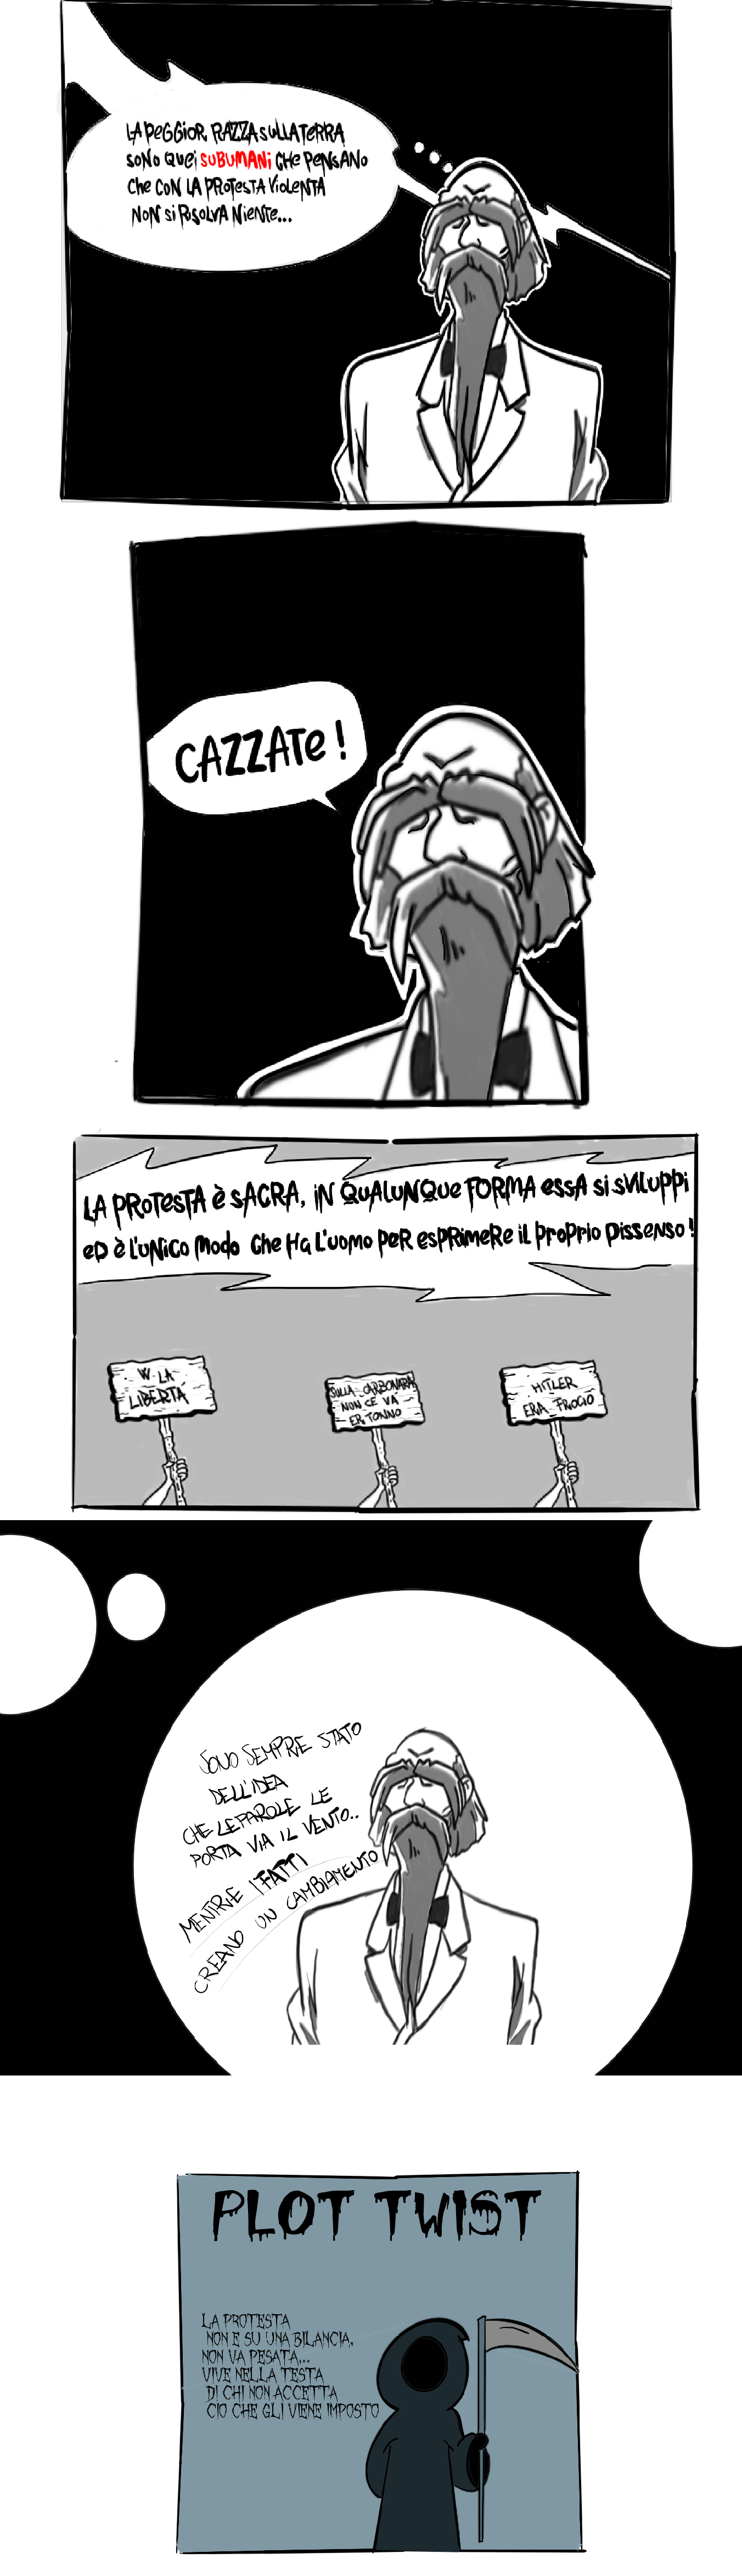 LA PEGGIOR RAZZA SULLA TERRA
SONO QUEI SUBUMANI CHE PENSANO
CHE CON LA PROTESTA VIOLENTA
NON SI RISOLVA NIENTE...
CAZZATE !
LA PROTESTA È SACRA, IN QUALUNQUE FORMA ESSA SI SVILUPPI
ED È L'UNICO MODO CHE HA L'UOMO PER ESPRIMERE IL PROPRIO DISSENSO !
W LA
LIBERTÀ
SULLA CARBONARA
NON CE VÀ
ER TONNO
HITLER
ERA FROCIO
SONO SEMPRE STATO
DELL'IDEA
CHE LE PAROLE LE
PORTA VIA IL VENTO..
MENTRE I FATTI
CREANO UN CAMBIAMENTO
PLOT TWIST
LA PROTESTA
NON E SU UNA BILANCIA,
NON VA PESATA...
VIVE NELLA TESTA
DI CHI NON ACCETTA
CIO CHE GLI VIENE IMPOSTO